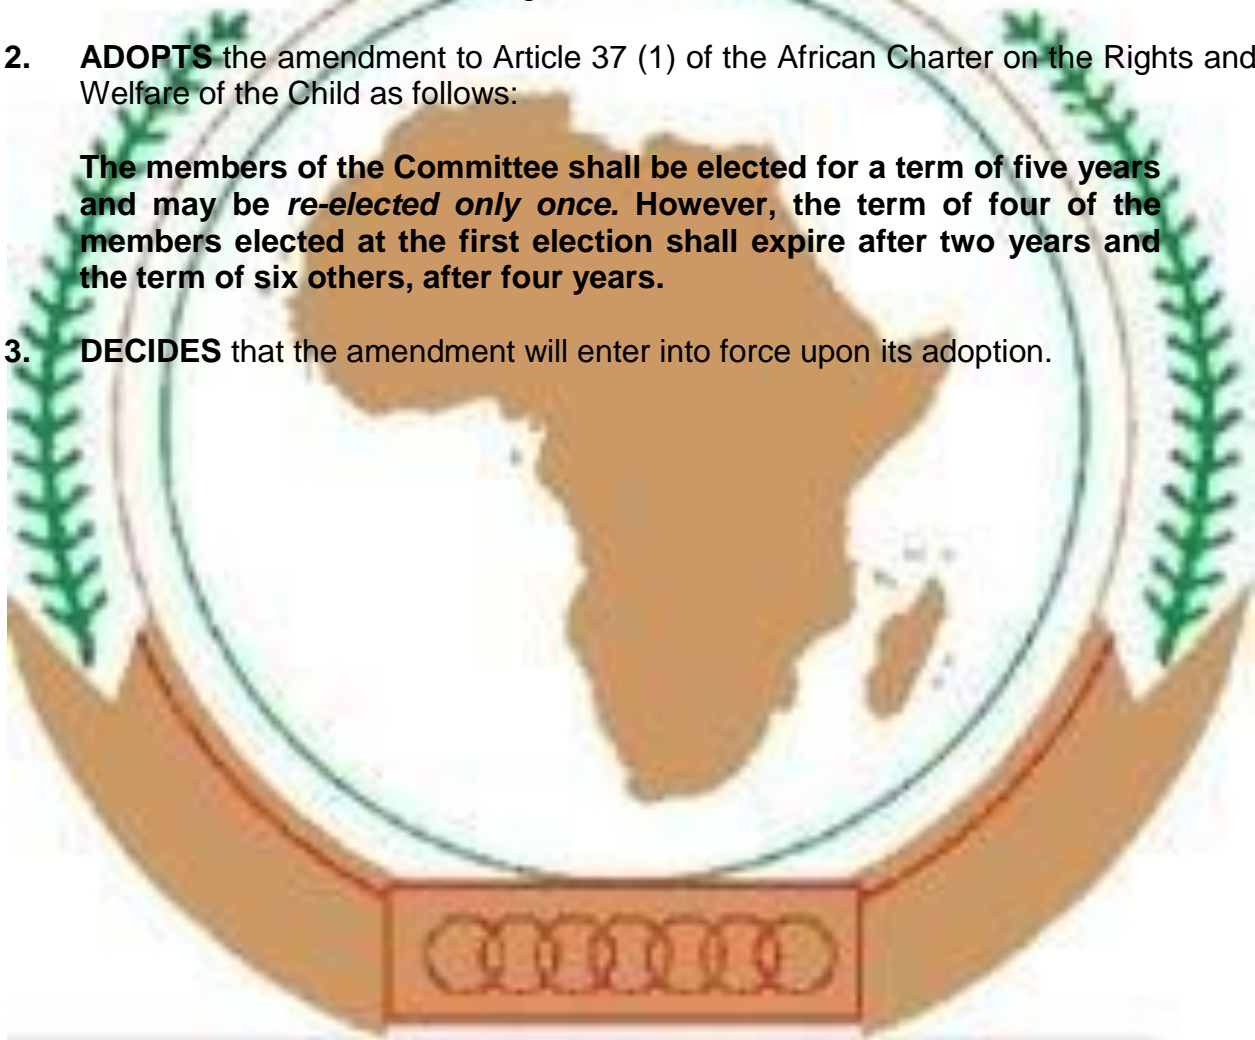 2. ADOPTS the amendment to Article 37 (1) of the African Charter on the Rights and
Welfare of the Child as follows:
The members of the Committee shall be elected for a term of five years
and may be re-elected only once. However, the term of four of the
members elected at the first election shall expire after two years and
the term of six others, after four years.
3. DECIDES that the amendment will enter into force upon its adoption.